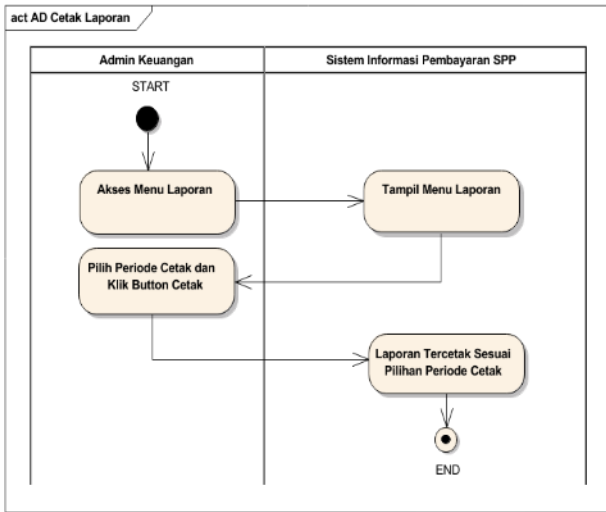 act AD Cetak Laporan
Admin Keuangan
Sistem Informasi Pembayaran SPP
START
Akses Menu Laporan
Tampil Menu Laporan
Pilih Periode Cetak dan
Klik Button Cetak
Laporan Tercetak Sesuai
Pilihan Periode Cetak
END